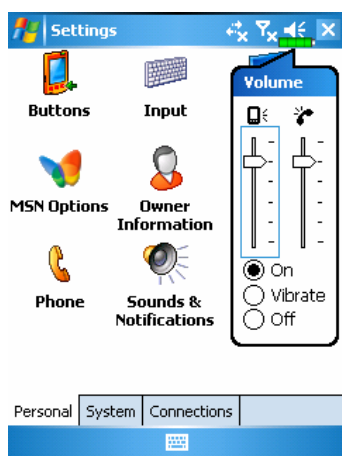 Settings
Volume
Buttons
Input
MSN Options
Owner
Information
Phone
Sounds &
Notifications
On
Vibrate
Off
Personal
System
Connections